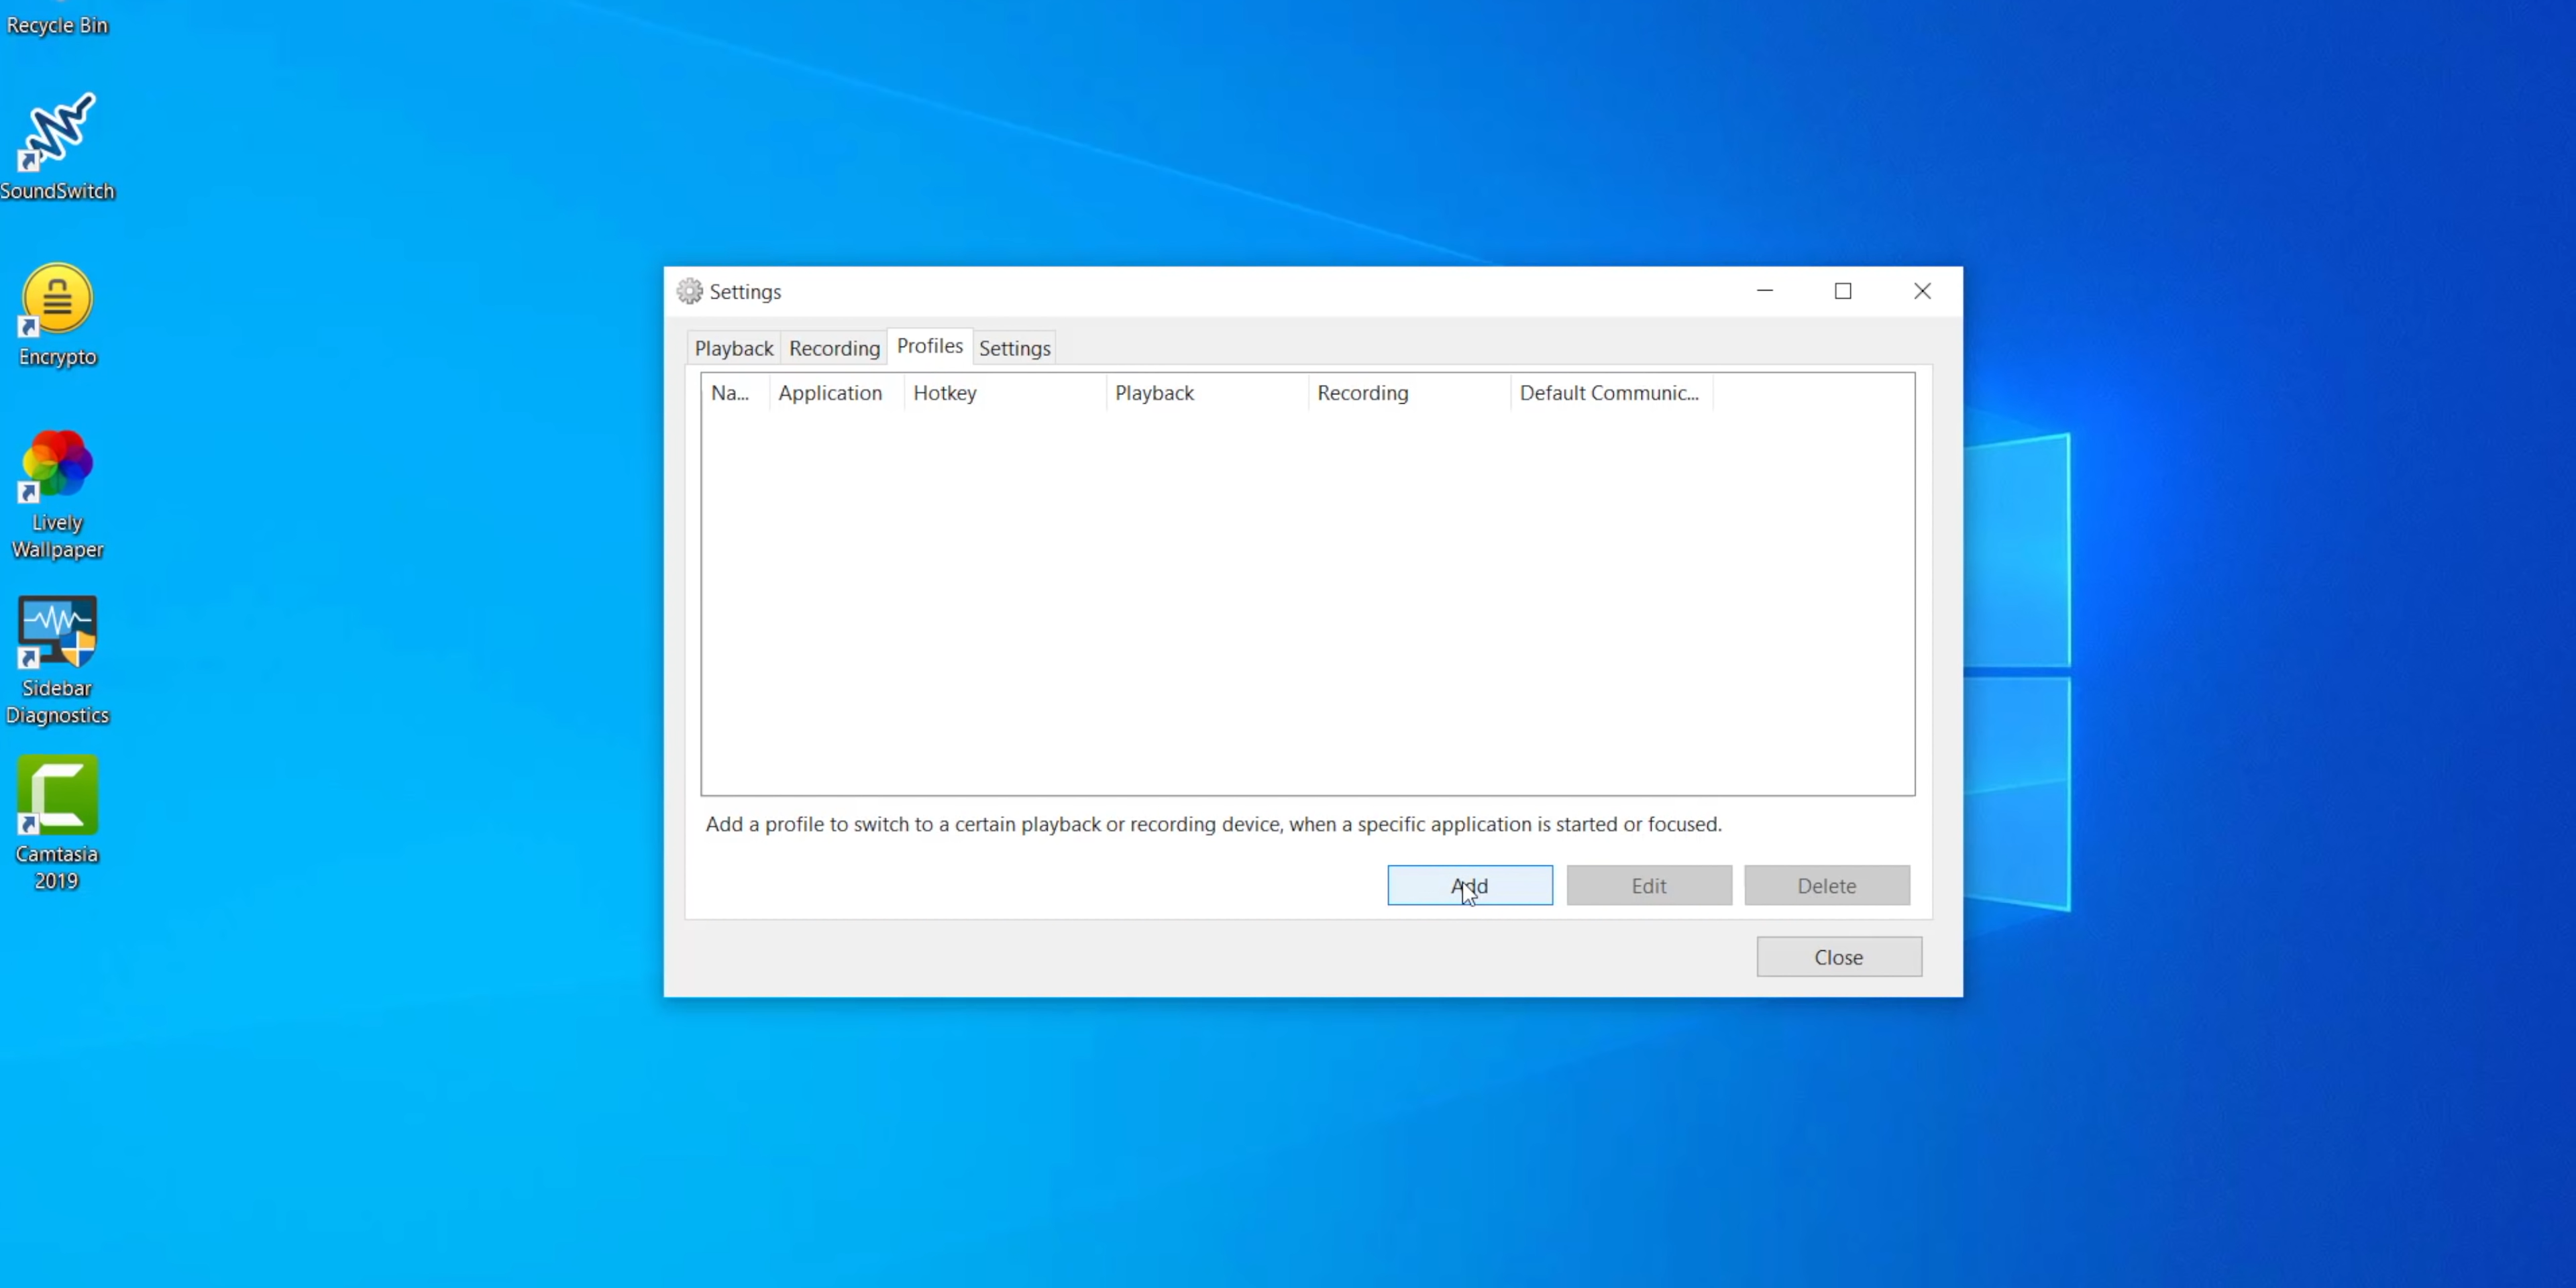 Recycle Bin
SoundSwitch
Encrypto
Lively
Wallpaper
Sidebar
Diagnostics
Camtasia
2019
Settings
Playback Recording Profiles Settings
Na... Application Hotkey Playback Recording Default Communic...
Add a profile to switch to a certain playback or recording device, when a specific application is started or focused.
Add Edit Delete
Close